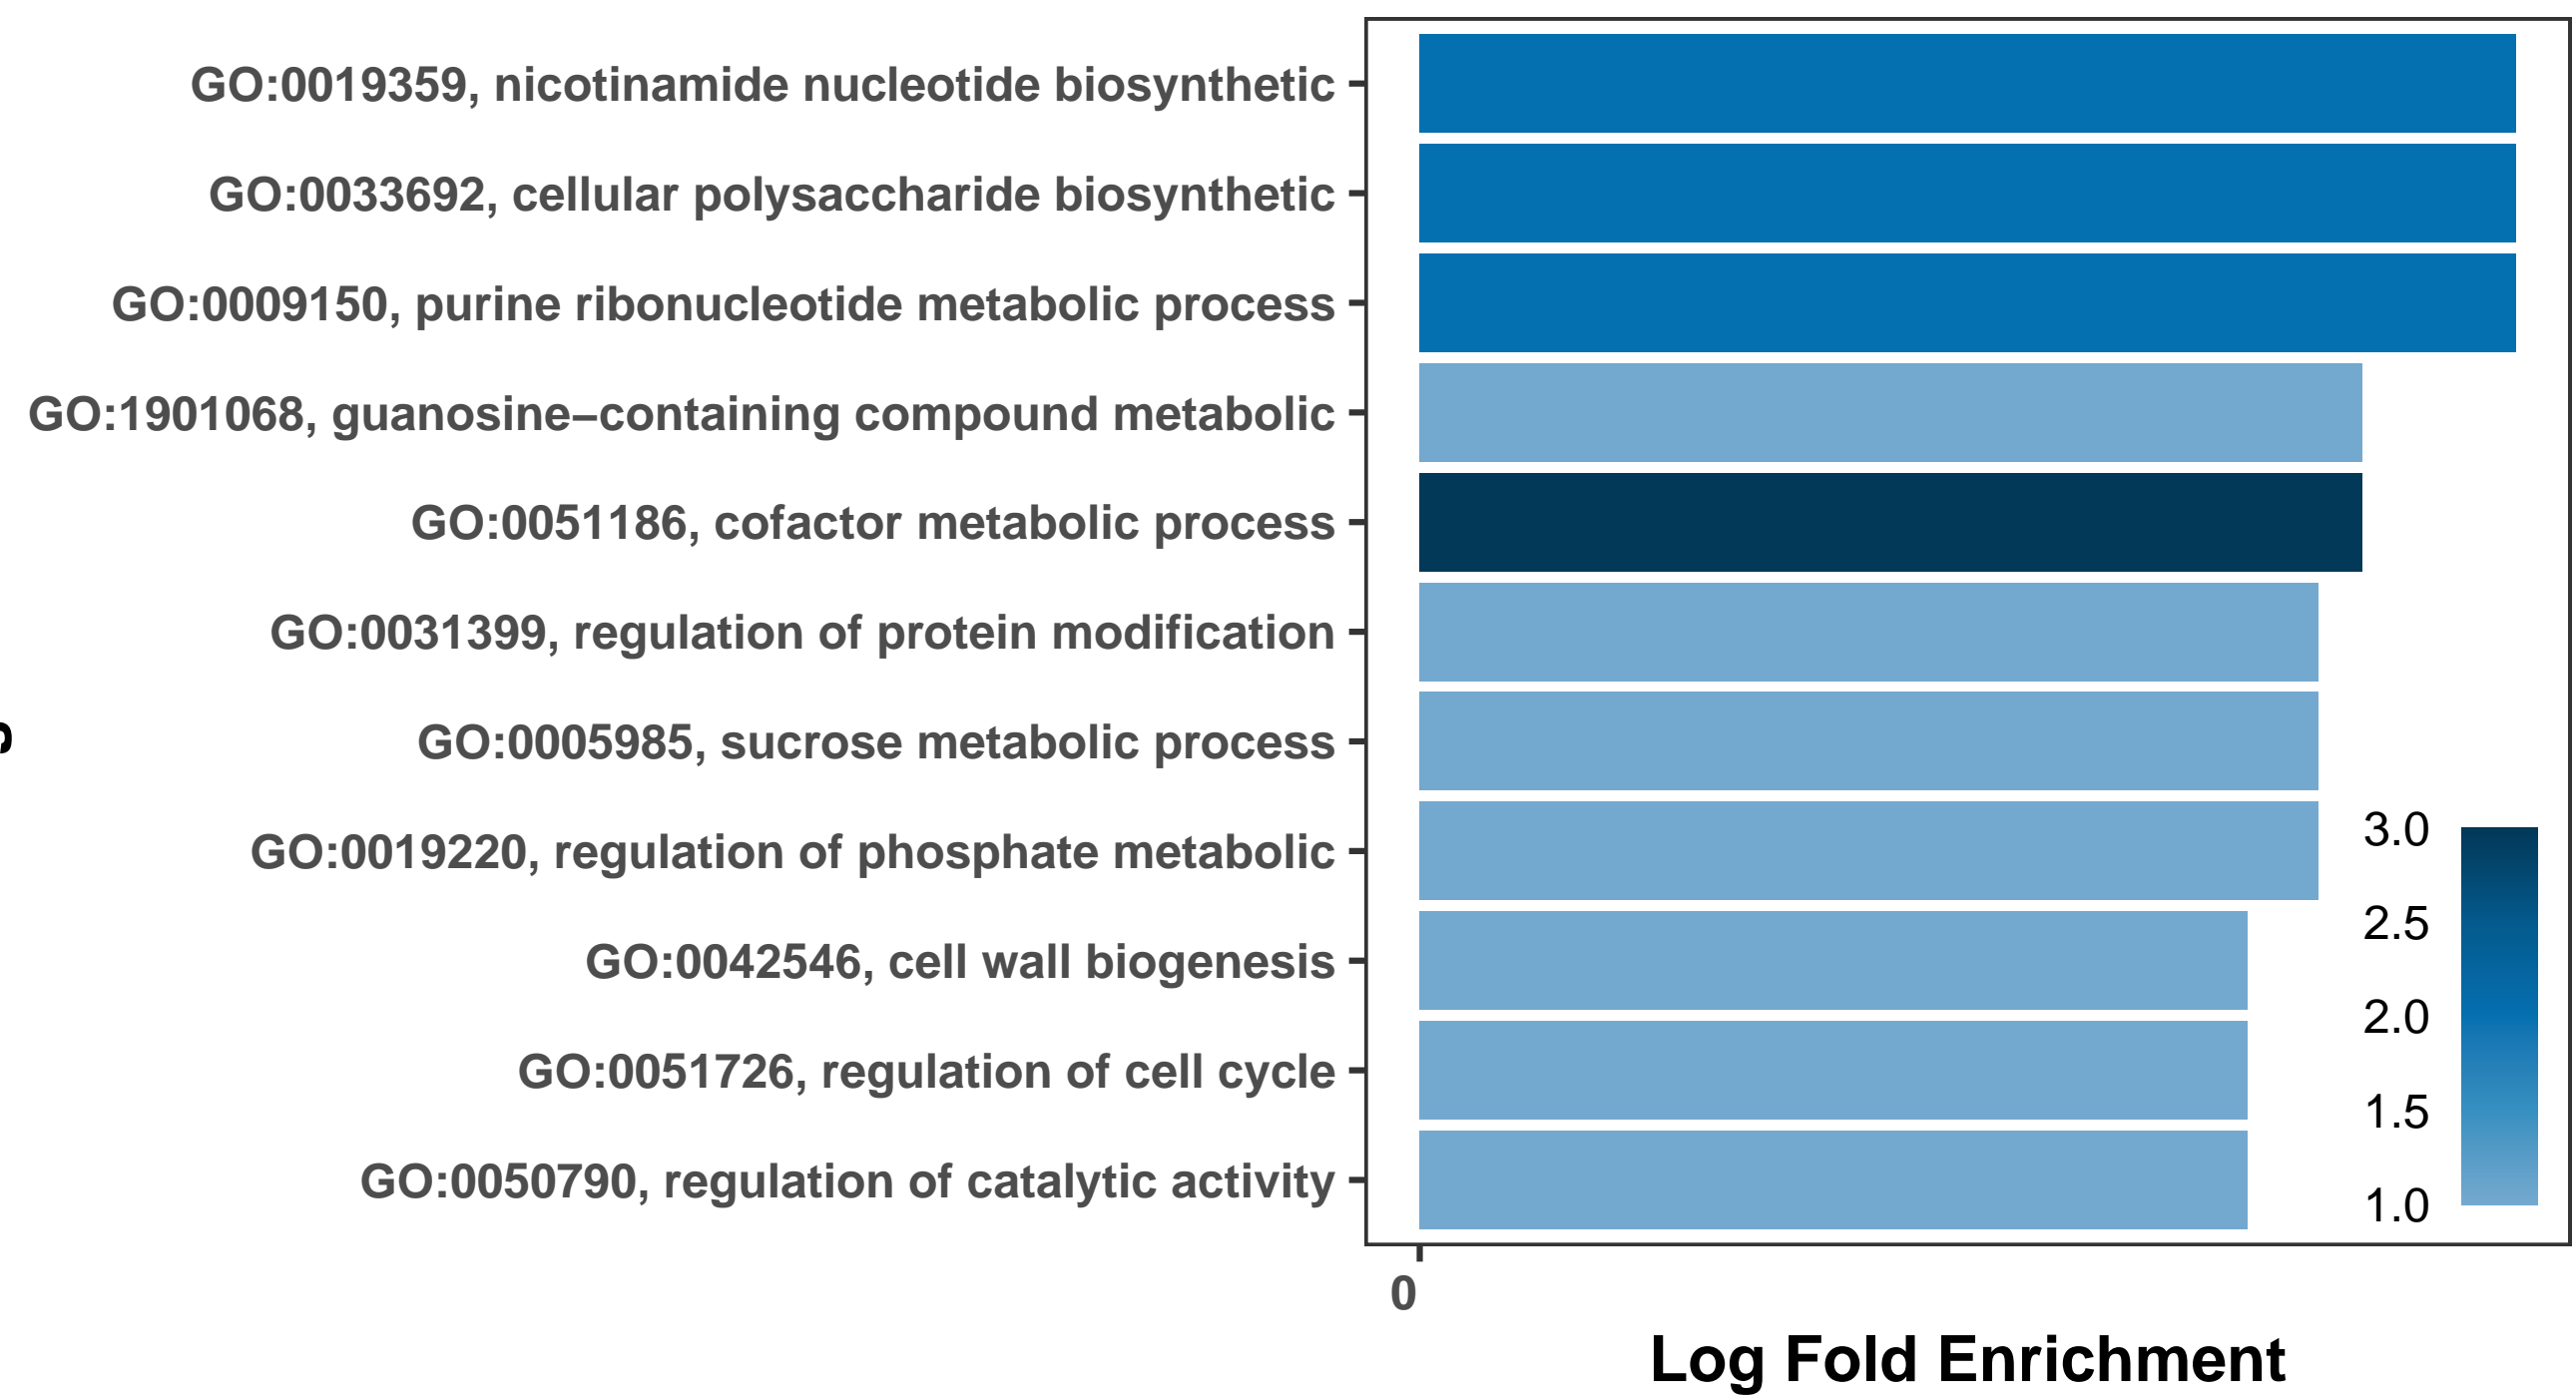 GO:0019359, nicotinamide nucleotide biosynthetic
GO:0033692, cellular polysaccharide biosynthetic
GO:0009150, purine ribonucleotide metabolic process
GO:1901068, guanosine−containing compound metabolic
GO:0051186, cofactor metabolic process
GO:0031399, regulation of protein modification
GO:0005985, sucrose metabolic process
GO:0019220, regulation of phosphate metabolic
GO:0042546, cell wall biogenesis
GO:0051726, regulation of cell cycle
GO:0050790, regulation of catalytic activity
3.0
2.5
2.0
1.5
1.0
0
Log Fold Enrichment